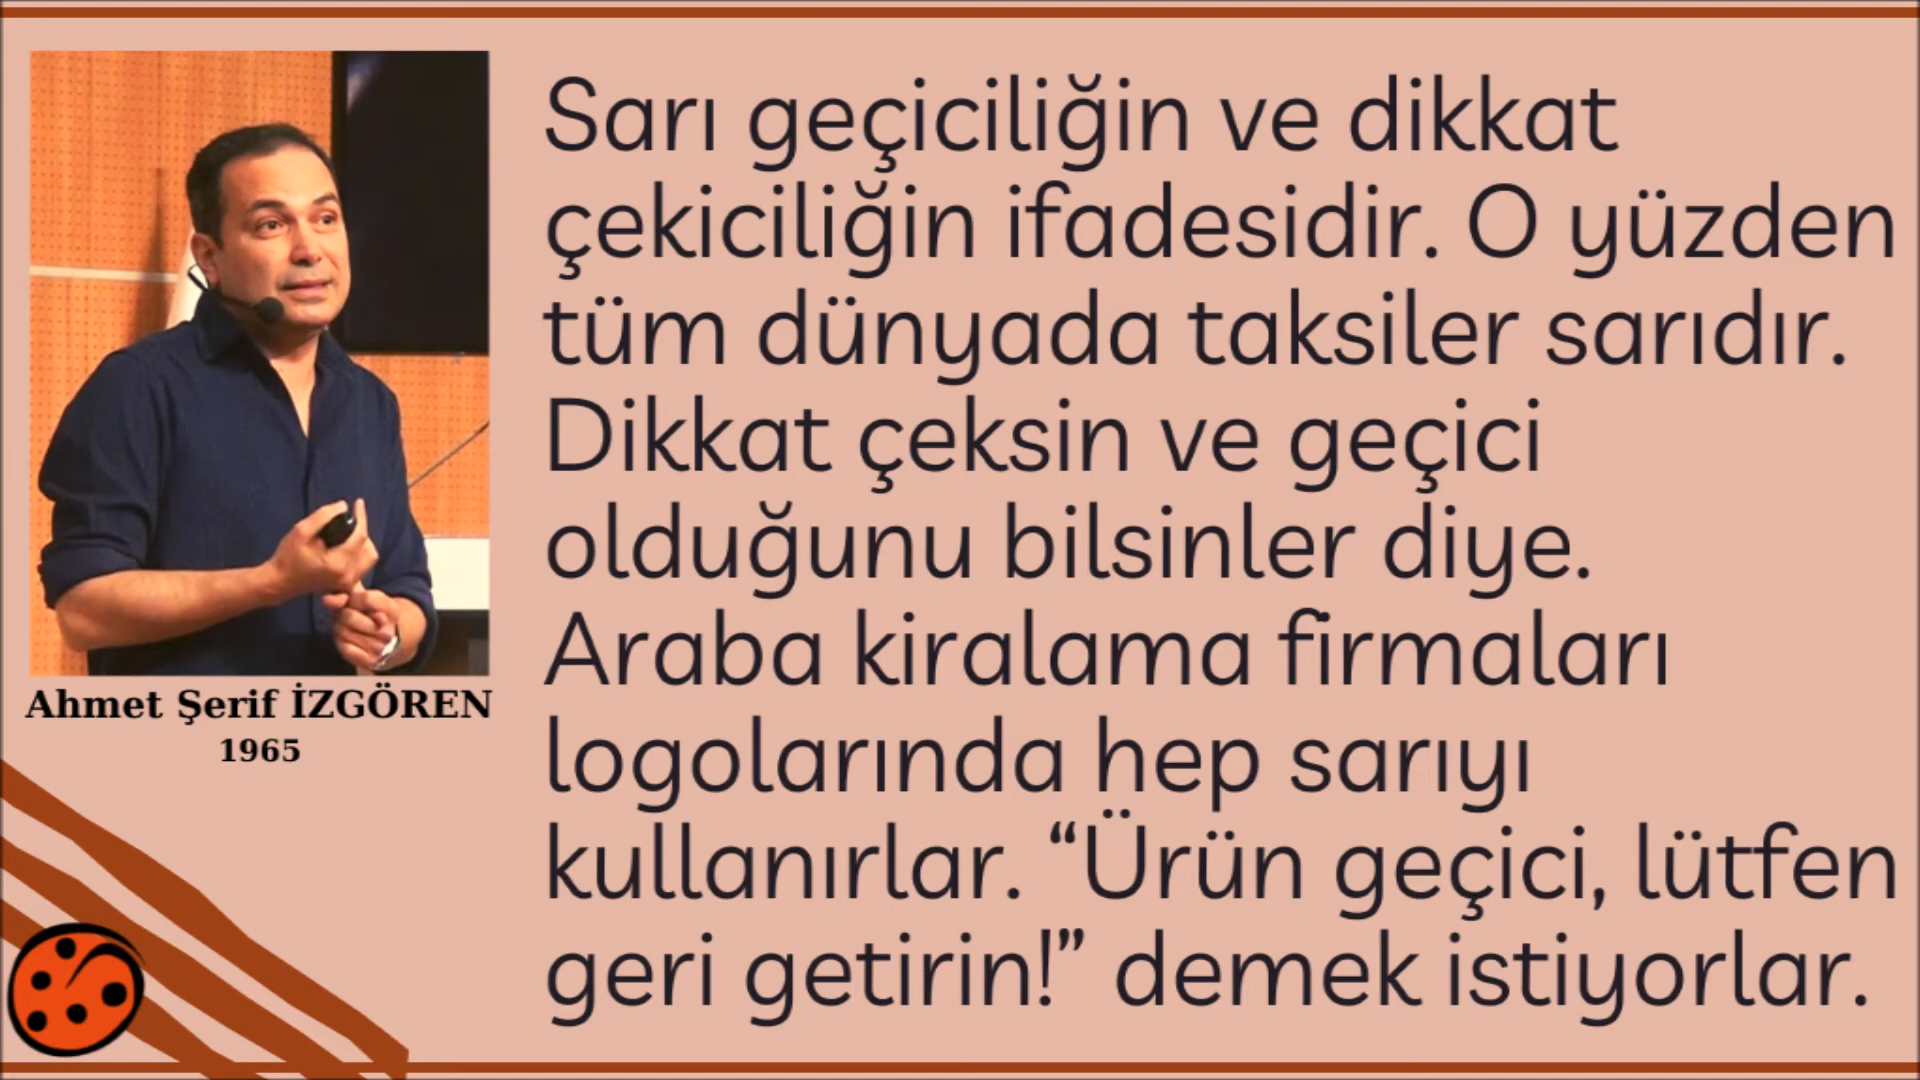 Sarı geçiciliğin ve dikkat
çekiciliğin ifadesidir. O yüzden
tüm dünyada taksiler sarıdır.
Dikkat çeksin ve geçici
olduğunu bilsinler diye.
Araba kiralama firmaları
logolarında hep sarıyı
kullanırlar. “Ürün geçici, lütfen
geri getirin!” demek istiyorlar.
Ahmet Şerif İZGÖREN
1965